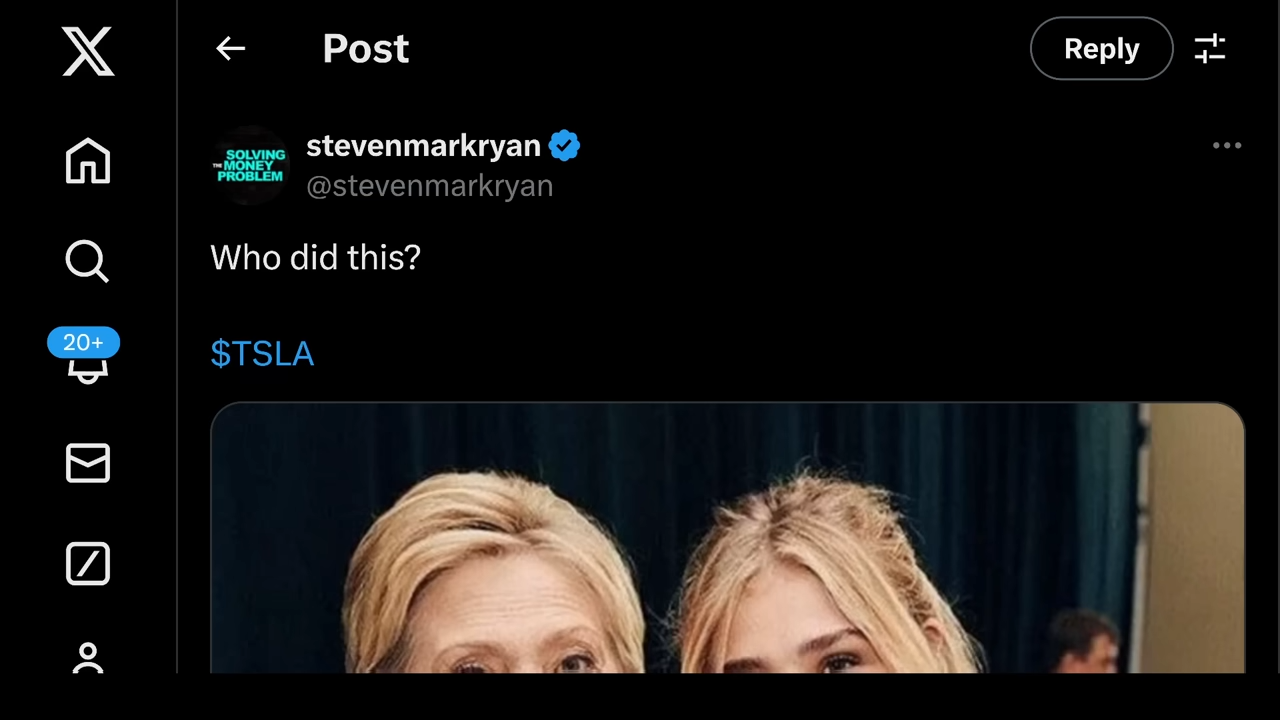 Post
Reply
SOLVING
THE MONEY
PROBLEM
stevenmarkryan
@stevenmarkryan
Who did this?
20+
$TSLA